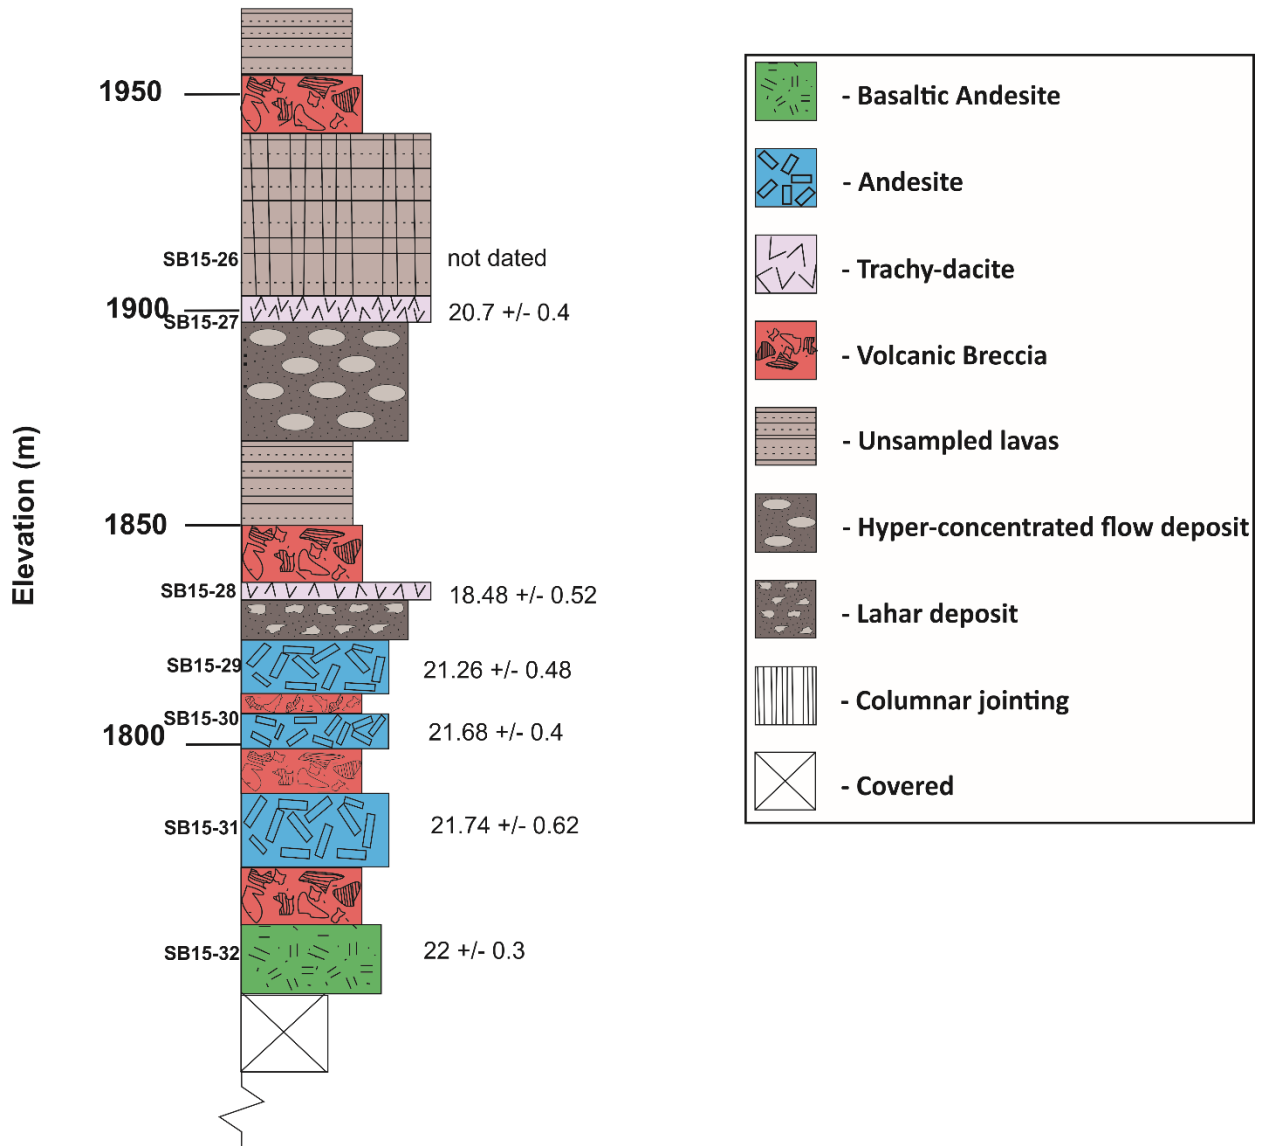 1950
SB15-26
not dated
1900
SB15-27
20.7 +/- 0.4
Elevation (m)
1850
SB15-28
18.48 +/- 0.52
SB15-29
21.26 +/- 0.48
SB15-30
1800
21.68 +/- 0.4
SB15-31
21.74 +/- 0.62
SB15-32
22 +/- 0.3
- Basaltic Andesite
- Andesite
- Trachy-dacite
- Volcanic Breccia
- Unsampled lavas
- Hyper-concentrated flow deposit
- Lahar deposit
- Columnar jointing
- Covered